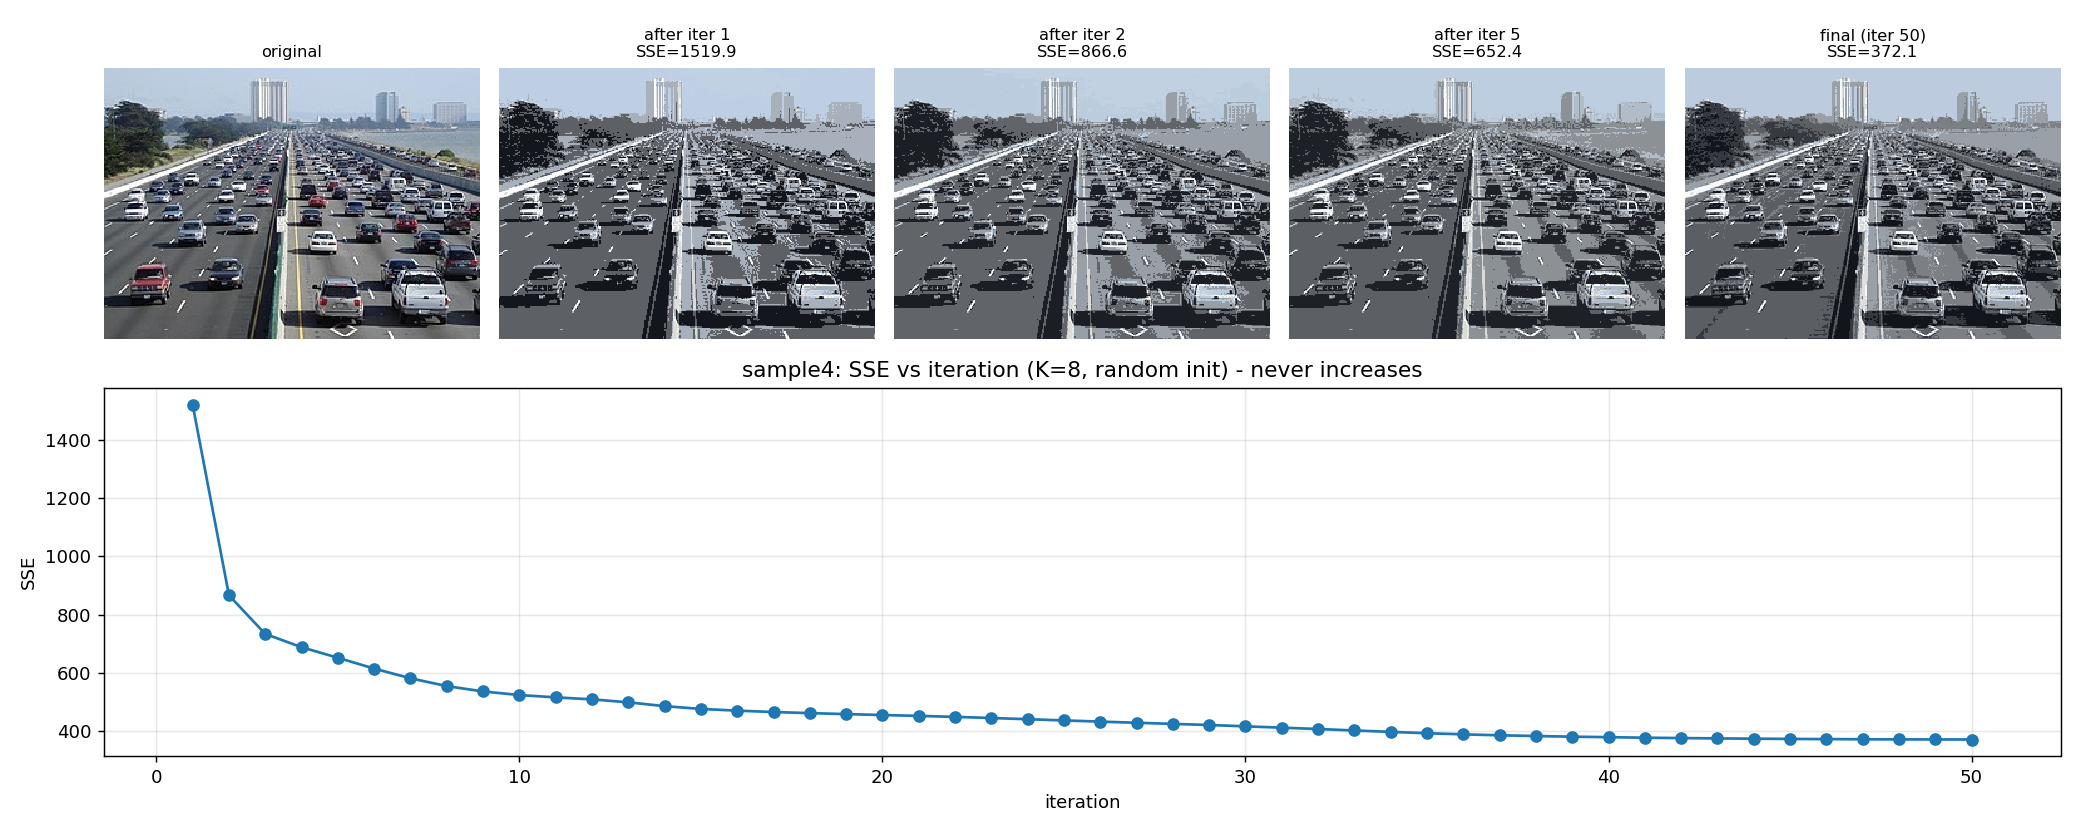 original
after iter 1
SSE=1519.9
after iter 2
SSE=866.6
after iter 5
SSE=652.4
final (iter 50)
SSE=372.1
sample4: SSE vs iteration (K=8, random init) - never increases
SSE
1400
1200
1000
800
600
400
0 10 20 30 40 50
iteration